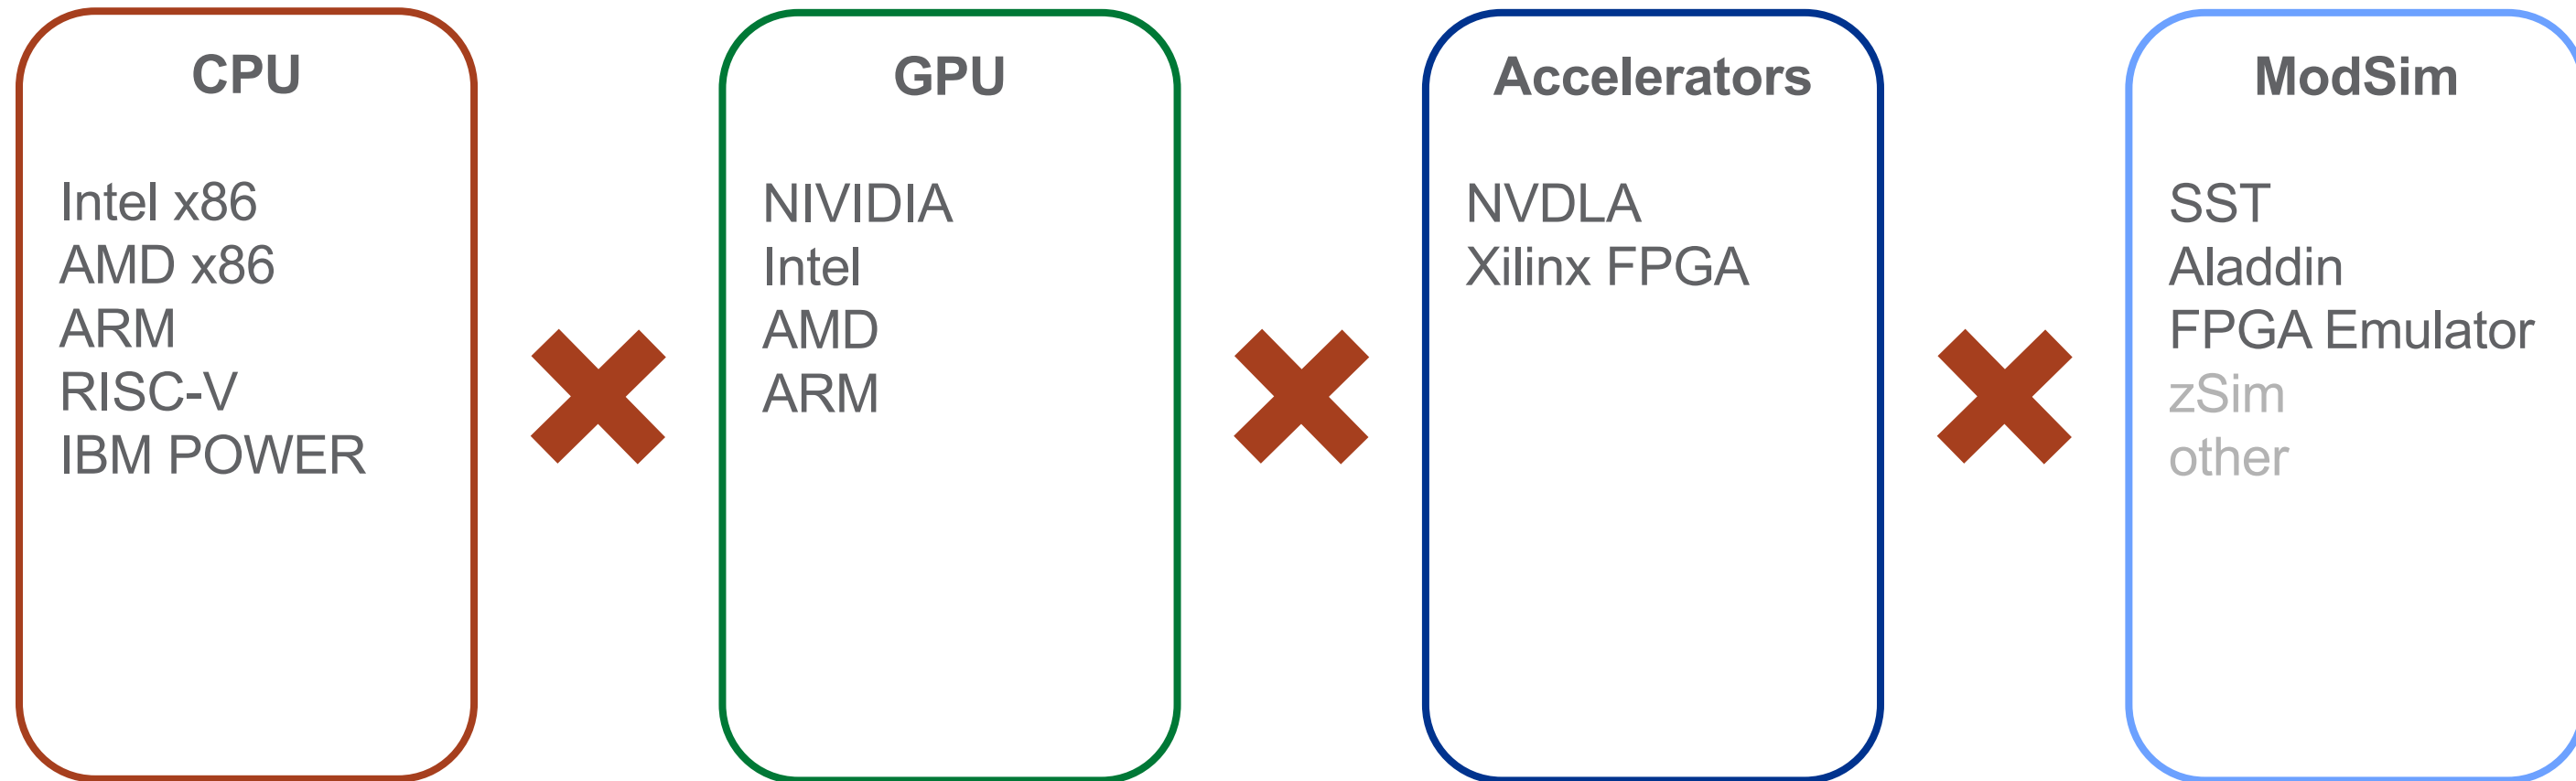 CPU
Intel x86
AMD x86
ARM
RISC-V
IBM POWER
GPU
NIVIDIA
Intel
AMD
ARM
Accelerators
NVDLA
Xilinx FPGA
ModSim
SST
Aladdin
FPGA Emulator
zSim
other